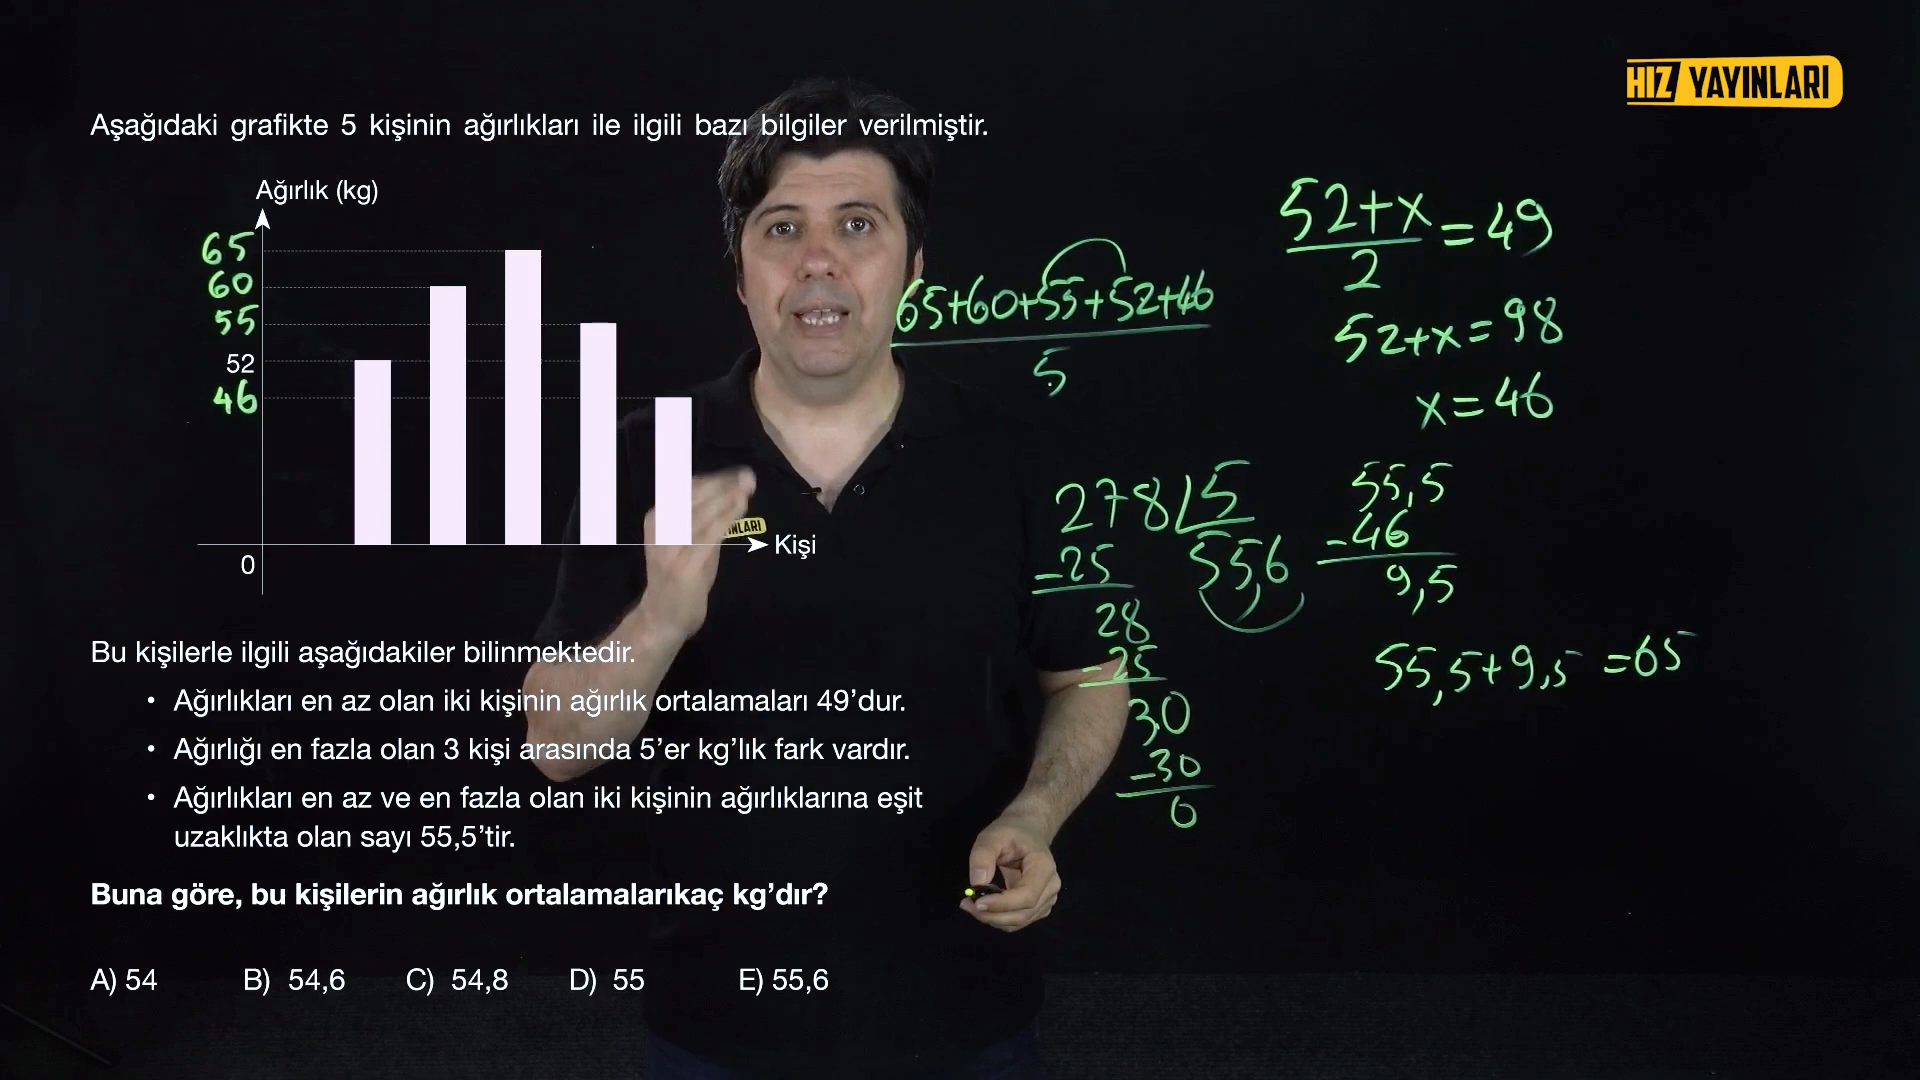 HIZ YAYINLARI
Aşağıdaki grafikte 5 kişinin ağırlıkları ile ilgili bazı bilgiler verilmiştir.
Ağırlık (kg)
65
60
55
52
46
0
Kişi
65+60+55+52+46
5
52+x = 49
2
52+x=98
x=46
278 5
-25 55,6
28
-25
30
-30
0
55,5
-46
9,5
55,5+9,5=65
Bu kişilerle ilgili aşağıdakiler bilinmektedir.
• Ağırlıkları en az olan iki kişinin ağırlık ortalamaları 49’dur.
• Ağırlığı en fazla olan 3 kişi arasında 5’er kg’lık fark vardır.
• Ağırlıkları en az ve en fazla olan iki kişinin ağırlıklarına eşit
uzaklıkta olan sayı 55,5’tir.
Buna göre, bu kişilerin ağırlık ortalamalarıkaç kg’dır?
A) 54 B) 54,6 C) 54,8 D) 55 E) 55,6